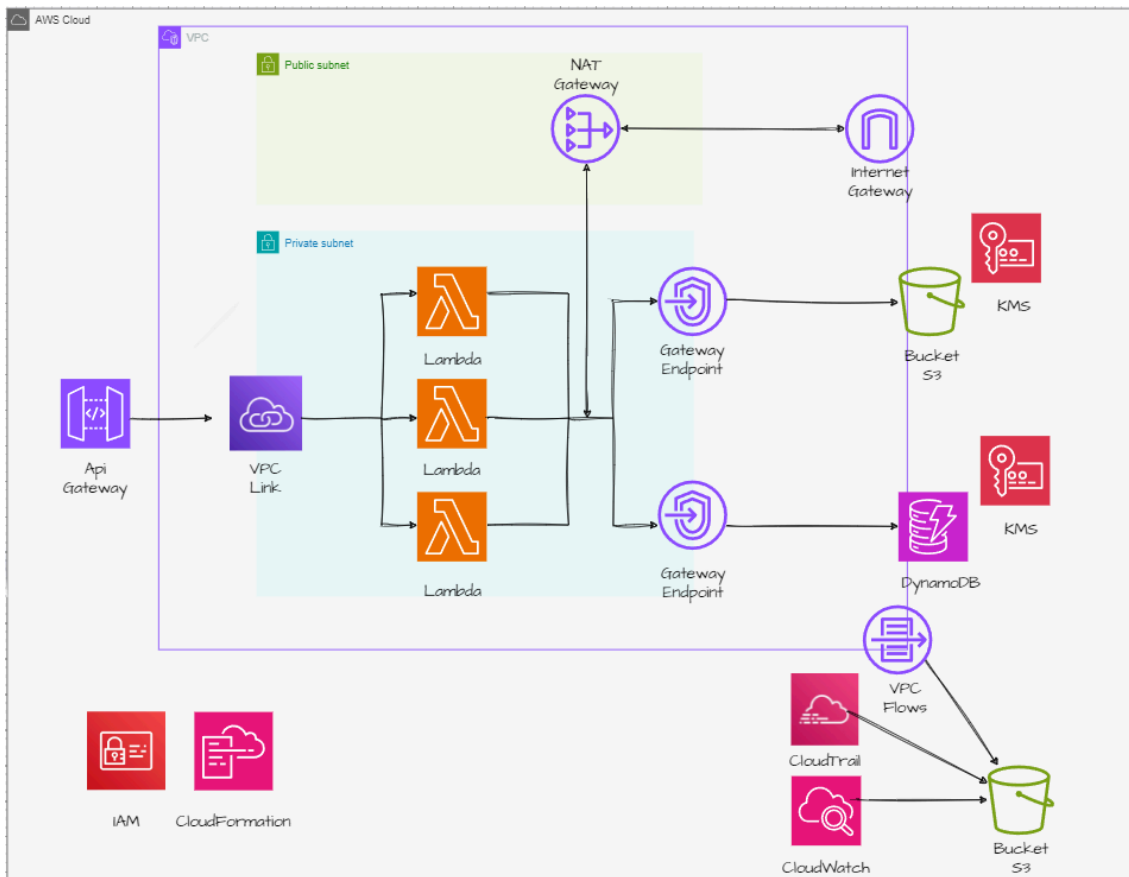 AWS Cloud
VPC
Public subnet
NAT
Gateway
Internet
Gateway
Private subnet
KMS
Lambda
Gateway
Endpoint
Bucket
S3
Api
Gateway
VPC
Link
Lambda
KMS
Lambda
Gateway
Endpoint
DynamoDB
VPC
Flows
CloudTrail
IAM
CloudFormation
CloudWatch
Bucket
S3